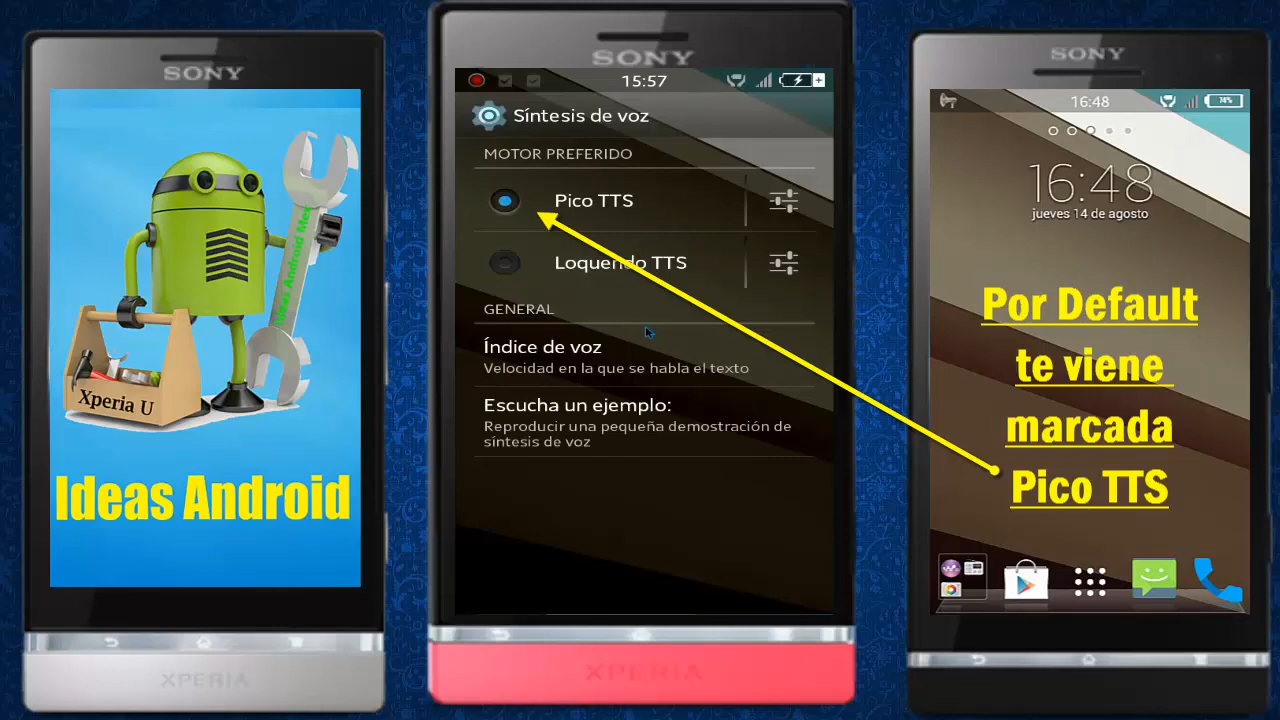 SONY
Ideas Android
Xperia U
Ideas Android
XPERIA
SONY
15:57
Síntesis de voz
MOTOR PREFERIDO
Pico TTS
Loquendo TTS
GENERAL
Índice de voz
Velocidad en la que se habla el texto
Escucha un ejemplo:
Reproducir una pequeña demostración de
síntesis de voz
XPERIA
SONY
16:48
74%
16:48
jueves 14 de agosto
Por Default
te viene
marcada
Pico TTS